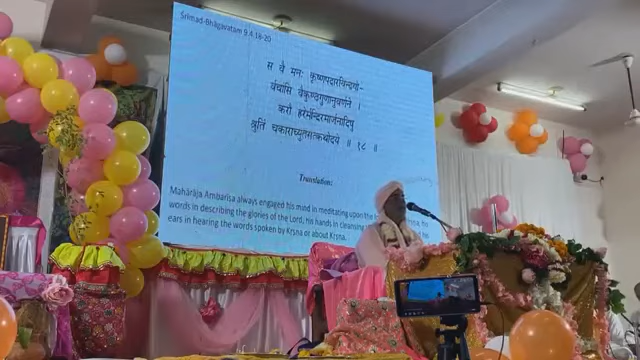 Śrīmad-Bhāgavatam 9.4.18-20
स वै मनः कृष्णपदारविन्दयो-
र्वचांसि वैकुण्ठगुणानुवर्णने ।
करौ हरेर्मन्दिरमार्जनादिषु
श्रुतिं चकाराच्युतसत्कथोदये ॥ १८ ॥
Translation:
Mahārāja Ambarīṣa always engaged his mind in meditating upon the
words in describing the glories of the Lord, His hands in cleansing
ears in hearing the words spoken by Kṛṣṇa or about Kṛṣṇa.